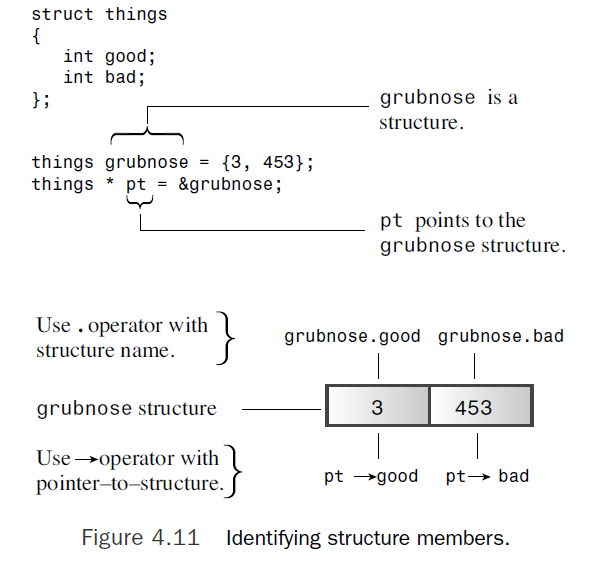 struct things
{
int good;
int bad;
};
grubnose is a
structure.
things grubnose = {3, 453};
things * pt = &grubnose;
pt points to the
grubnose structure.
Use . operator with
structure name.
grubnose.good grubnose.bad
grubnose structure
3 453
Use → operator with
pointer–to–structure.
pt →good pt→ bad
Figure 4.11 Identifying structure members.